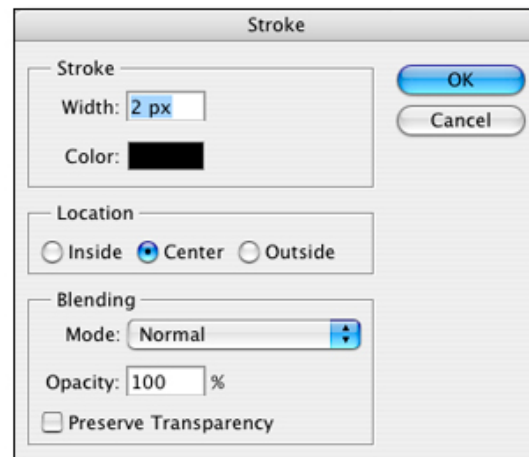 Stroke
Stroke
Width: 2 px
Color:
OK
Cancel
Location
Inside Center Outside
Blending
Mode: Normal
Opacity: 100 %
Preserve Transparency